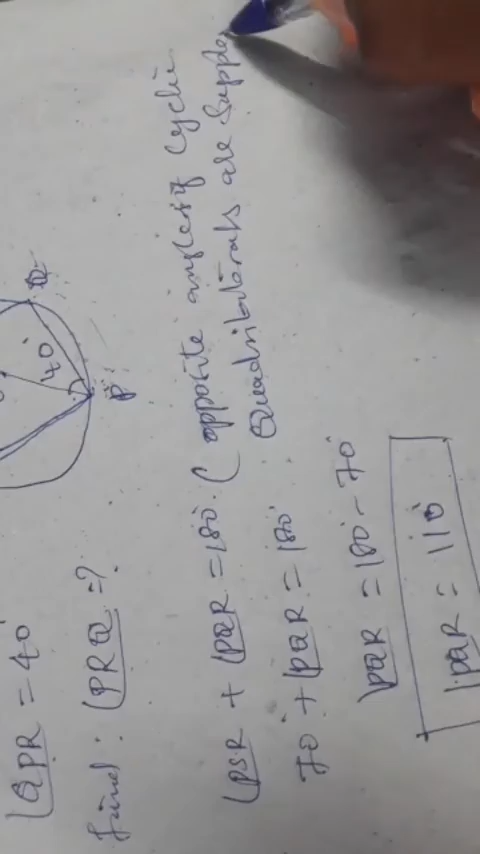 ∠QPR = 40°
Find : ∠PRQ = ?
Q
40°
P
∠PSR + ∠PQR = 180° ( opposite angles of cyclic
Quadrilaterals are Supple
70° + ∠PQR = 180°
∠PQR = 180° - 70°
∠PQR = 110°